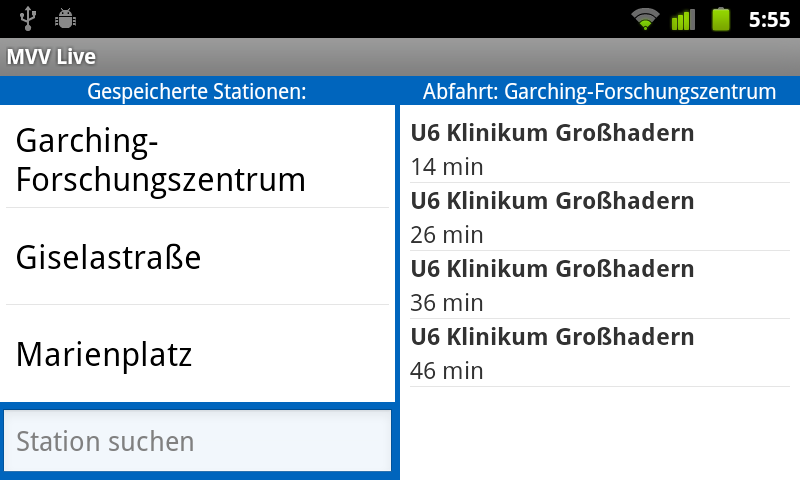 5:55
MVV Live
Gespeicherte Stationen:
Garching-
Forschungszentrum
Giselastraße
Marienplatz
Station suchen
Abfahrt: Garching-Forschungszentrum
U6 Klinikum Großhadern
14 min
U6 Klinikum Großhadern
26 min
U6 Klinikum Großhadern
36 min
U6 Klinikum Großhadern
46 min